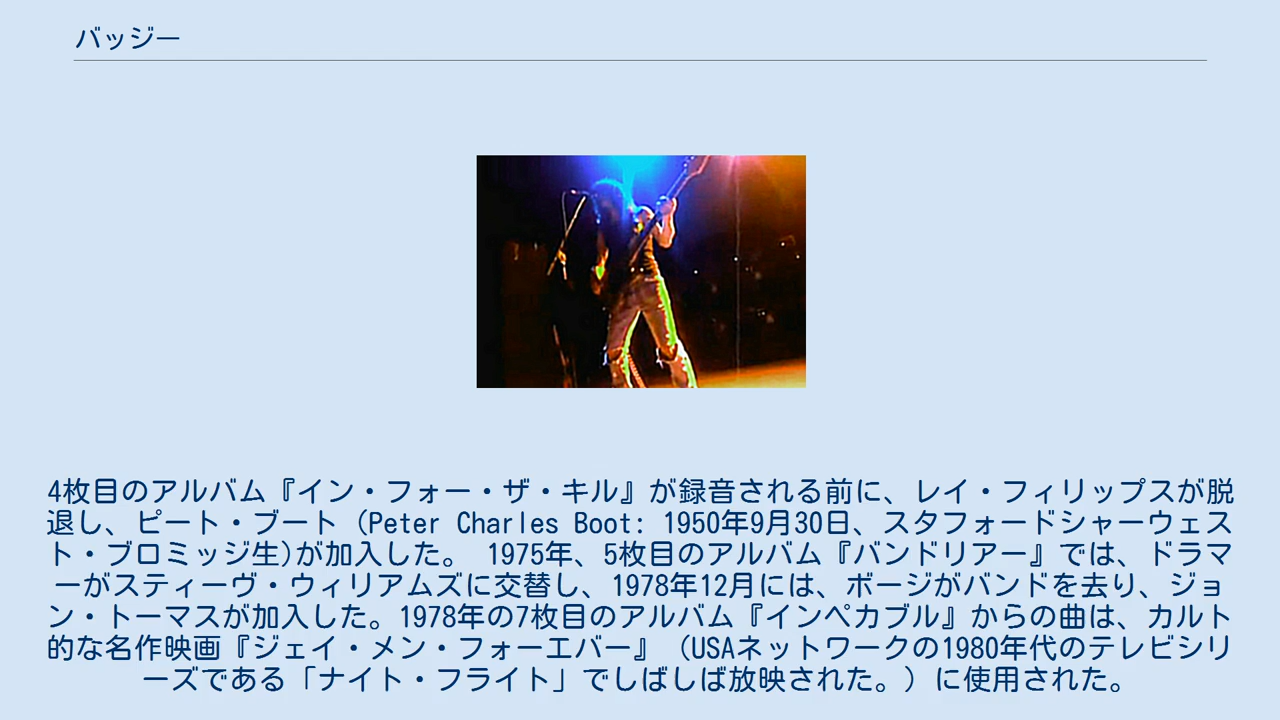 バッジー
4枚目のアルバム『イン・フォー・ザ・キル』が録音される前に、レイ・フィリップスが脱
退し、ピート・ブート（Peter Charles Boot: 1950年9月30日、スタフォードシャーウェス
ト・ブロミッジ生)が加入した。 1975年、5枚目のアルバム『バンドリアー』では、ドラマ
ーがスティーヴ・ウィリアムズに交替し、1978年12月には、ボージがバンドを去り、ジョ
ン・トーマスが加入した。1978年の7枚目のアルバム『インペカブル』からの曲は、カルト
的な名作映画『ジェイ・メン・フォーエバー』（USAネットワークの1980年代のテレビシリ
ーズである「ナイト・フライト」でしばしば放映された。）に使用された。